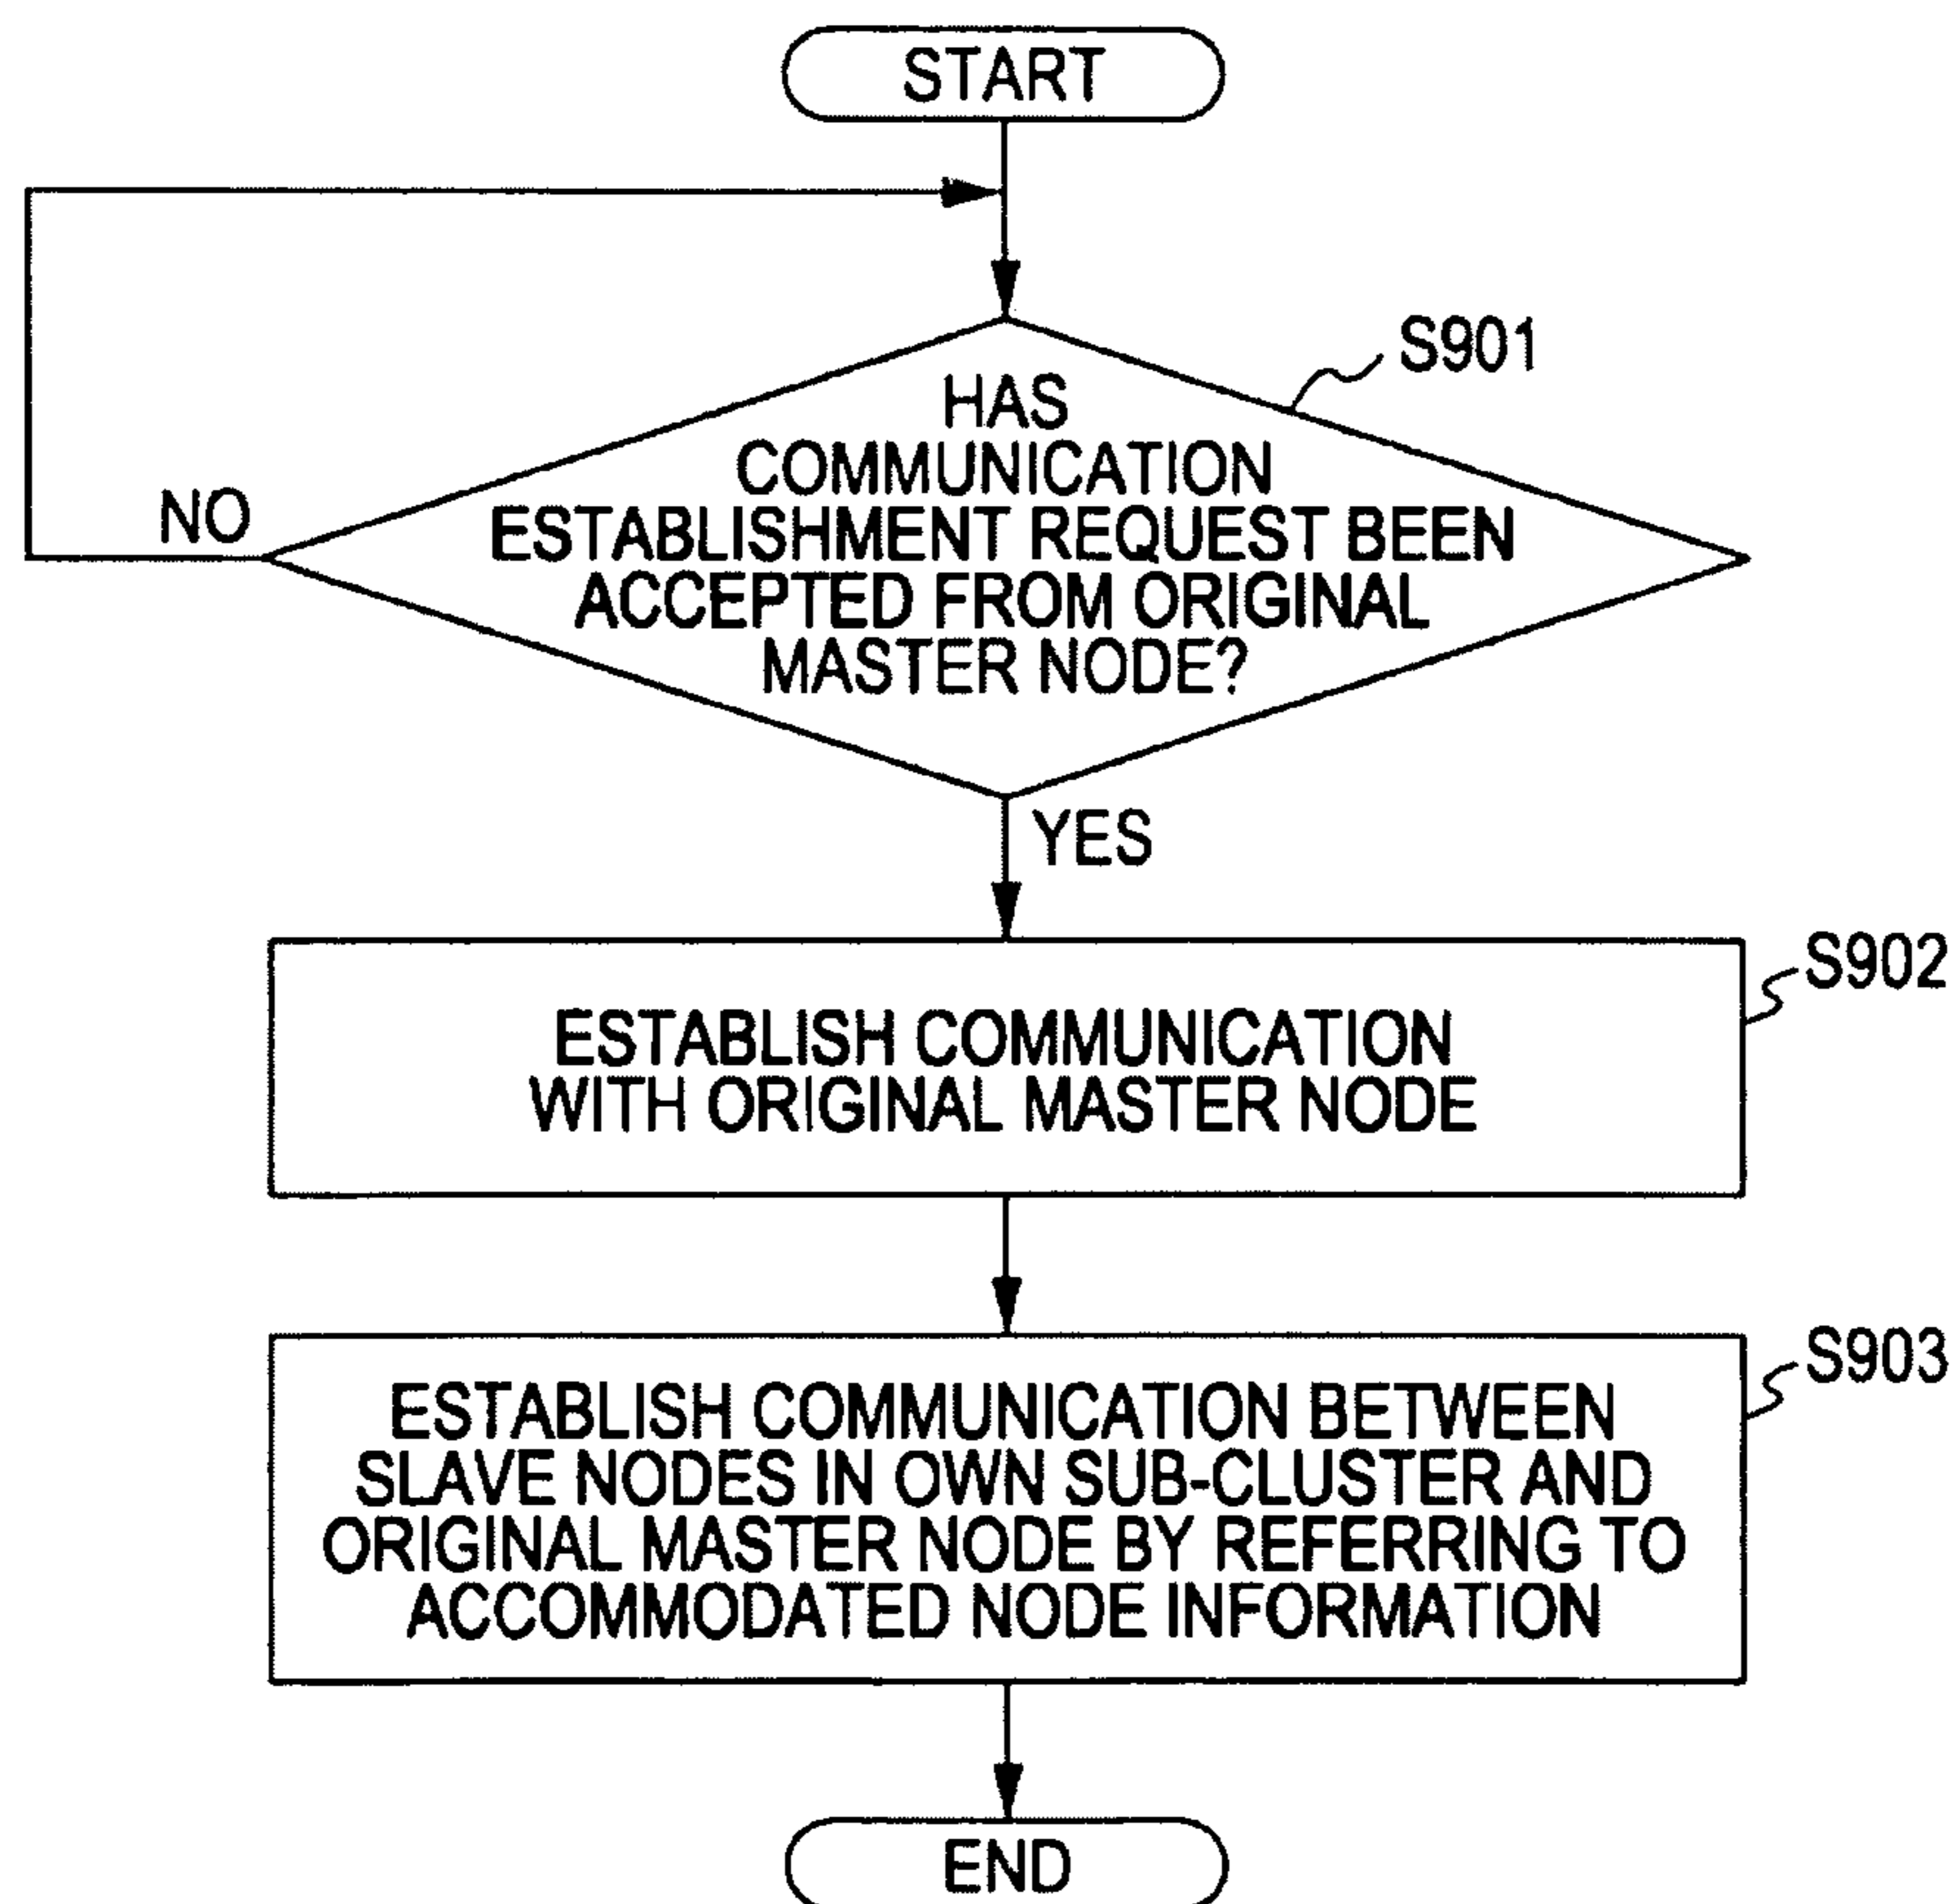 START
S901
HAS
COMMUNICATION
ESTABLISHMENT REQUEST BEEN
ACCEPTED FROM ORIGINAL
MASTER NODE?
NO
YES
S902
ESTABLISH COMMUNICATION
WITH ORIGINAL MASTER NODE
S903
ESTABLISH COMMUNICATION BETWEEN
SLAVE NODES IN OWN SUB-CLUSTER AND
ORIGINAL MASTER NODE BY REFERRING TO
ACCOMMODATED NODE INFORMATION
END